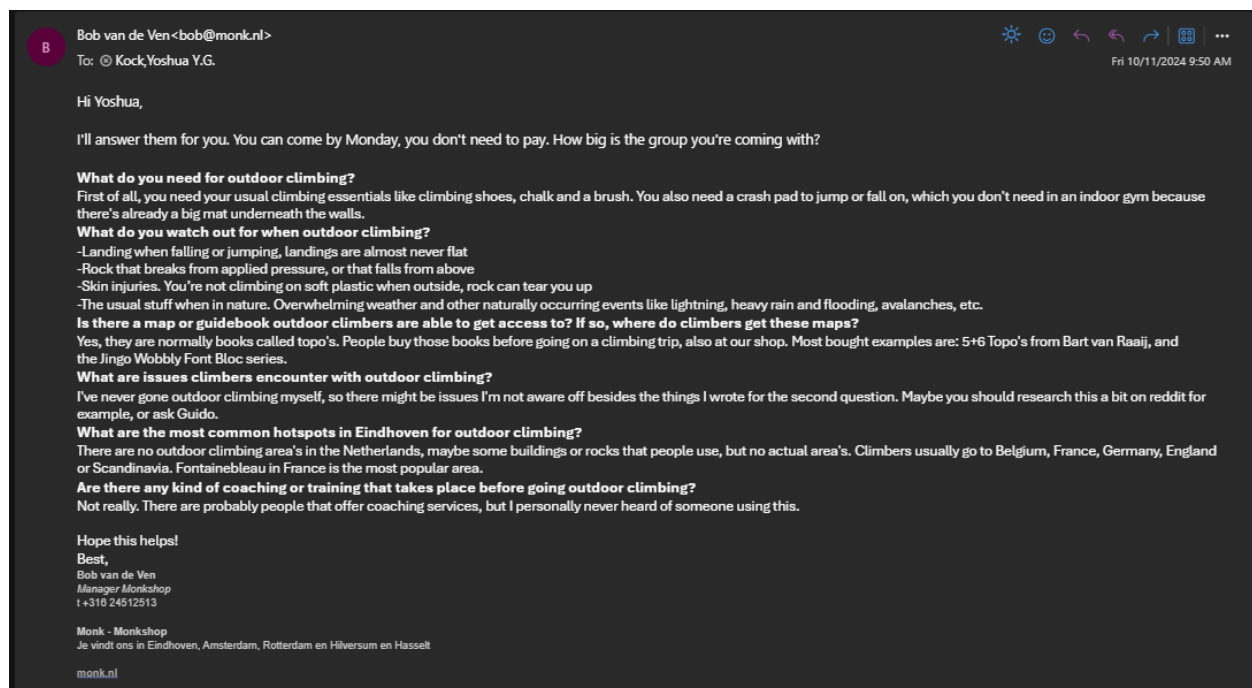 B
Bob van de Ven<bob@monk.nl>
To: Kock,Yoshua Y.G.
Fri 10/11/2024 9:50 AM
Hi Yoshua,
I'll answer them for you. You can come by Monday, you don't need to pay. How big is the group you're coming with?
What do you need for outdoor climbing?
First of all, you need your usual climbing essentials like climbing shoes, chalk and a brush. You also need a crash pad to jump or fall on, which you don't need in an indoor gym because
there's already a big mat underneath the walls.
What do you watch out for when outdoor climbing?
-Landing when falling or jumping, landings are almost never flat
-Rock that breaks from applied pressure, or that falls from above
-Skin injuries. You're not climbing on soft plastic when outside, rock can tear you up
-The usual stuff when in nature. Overwhelming weather and other naturally occurring events like lightning, heavy rain and flooding, avalanches, etc.
Is there a map or guidebook outdoor climbers are able to get access to? If so, where do climbers get these maps?
Yes, they are normally books called topo's. People buy those books before going on a climbing trip, also at our shop. Most bought examples are: 5+6 Topo's from Bart van Raaij, and
the Jingo Wobbly Font Bloc series.
What are issues climbers encounter with outdoor climbing?
I've never gone outdoor climbing myself, so there might be issues I'm not aware off besides the things I wrote for the second question. Maybe you should research this a bit on reddit for
example, or ask Guido.
What are the most common hotspots in Eindhoven for outdoor climbing?
There are no outdoor climbing area's in the Netherlands, maybe some buildings or rocks that people use, but no actual area's. Climbers usually go to Belgium, France, Germany, England
or Scandinavia. Fontainebleau in France is the most popular area.
Are there any kind of coaching or training that takes place before going outdoor climbing?
Not really. There are probably people that offer coaching services, but I personally never heard of someone using this.
Hope this helps!
Best,
Bob van de Ven
Manager Monkshop
t +316 24512513
Monk - Monkshop
Je vindt ons in Eindhoven, Amsterdam, Rotterdam en Hilversum en Hasselt
monk.nl